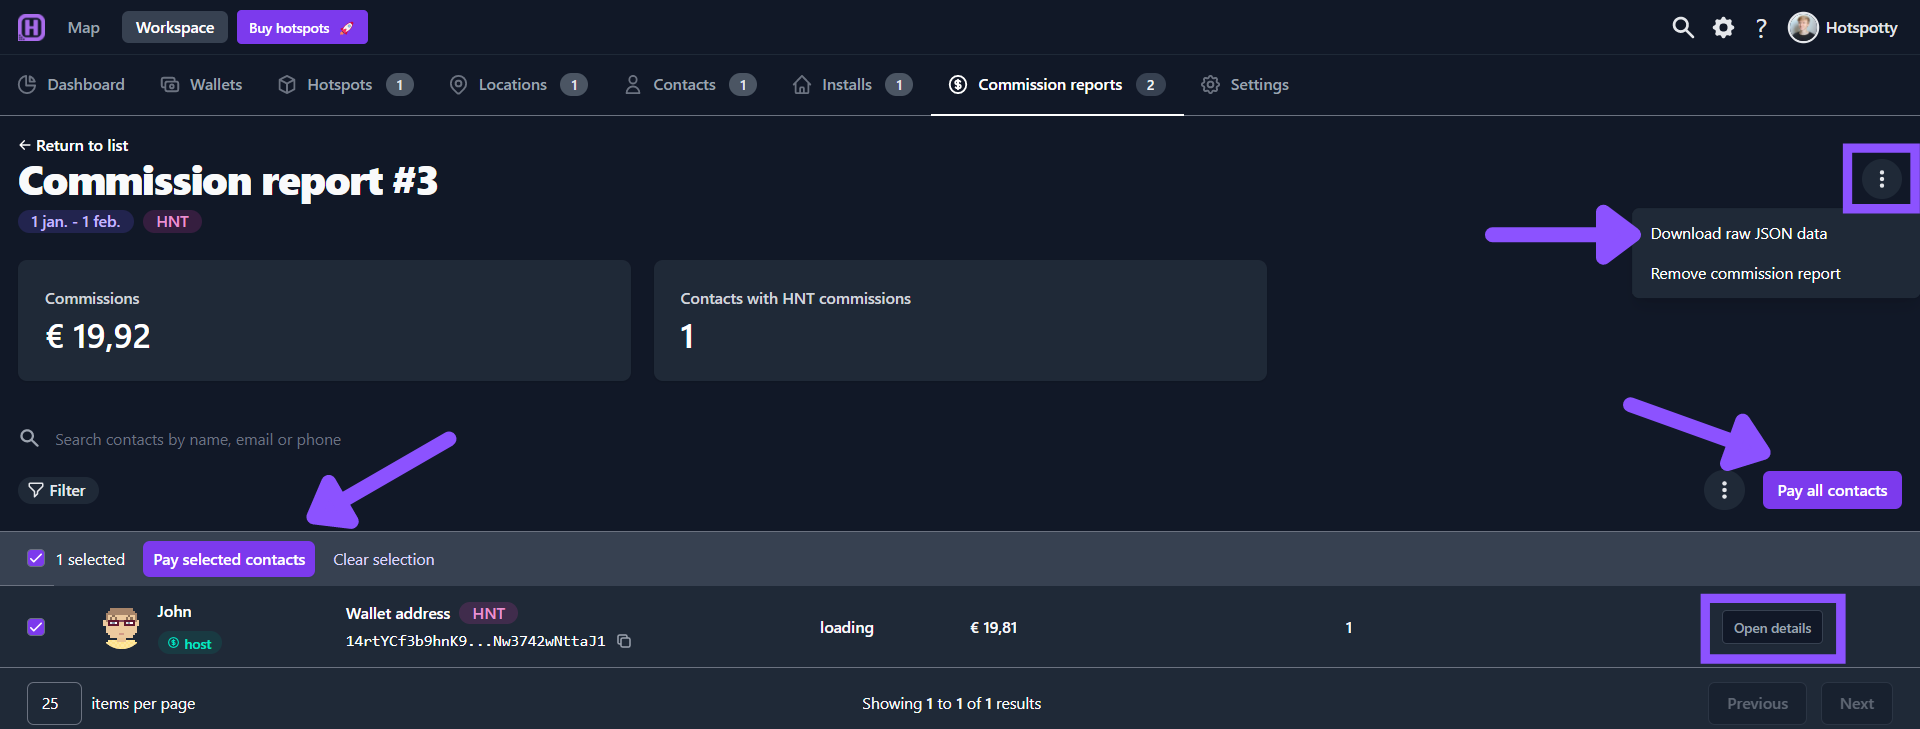 H Map Workspace Buy hotspots ? Hotspotty
Dashboard Wallets Hotspots 1 Locations 1 Contacts 1 Installs 1 Commission reports 2 Settings
← Return to list
Commission report #3
1 jan. - 1 feb. HNT
Download raw JSON data
Remove commission report
Commissions
€ 19,92
Contacts with HNT commissions
1
Search contacts by name, email or phone
Filter
Pay all contacts
1 selected Pay selected contacts Clear selection
John
host
Wallet address HNT
14rtYCf3b9hnK9...Nw3742wNttaJ1
loading € 19,81 1 Open details
25 items per page Showing 1 to 1 of 1 results Previous Next